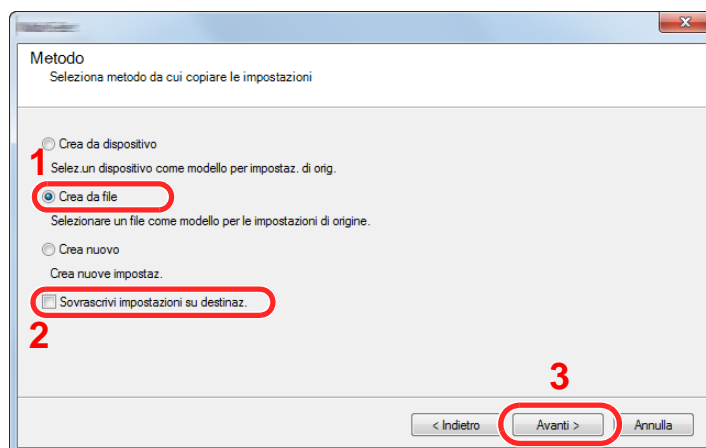 Metodo
Seleziona metodo da cui copiare le impostazioni
Crea da dispositivo
1
Selez.un dispositivo come modello per impostaz. di orig.
Crea da file
Selezionare un file come modello per le impostazioni di origine.
Crea nuovo
Crea nuove impostaz.
Sovrascrivi impostazioni su destinaz.
2
3
< Indietro Avanti > Annulla